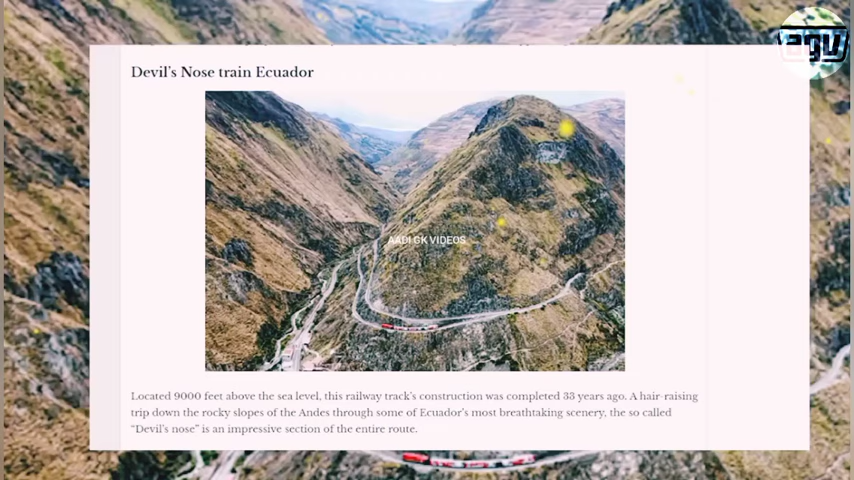 agv
Devil's Nose train Ecuador
AADI GK VIDEOS
Located 9000 feet above the sea level, this railway track's construction was completed 33 years ago. A hair-raising
trip down the rocky slopes of the Andes through some of Ecuador's most breathtaking scenery, the so called
"Devil's nose" is an impressive section of the entire route.